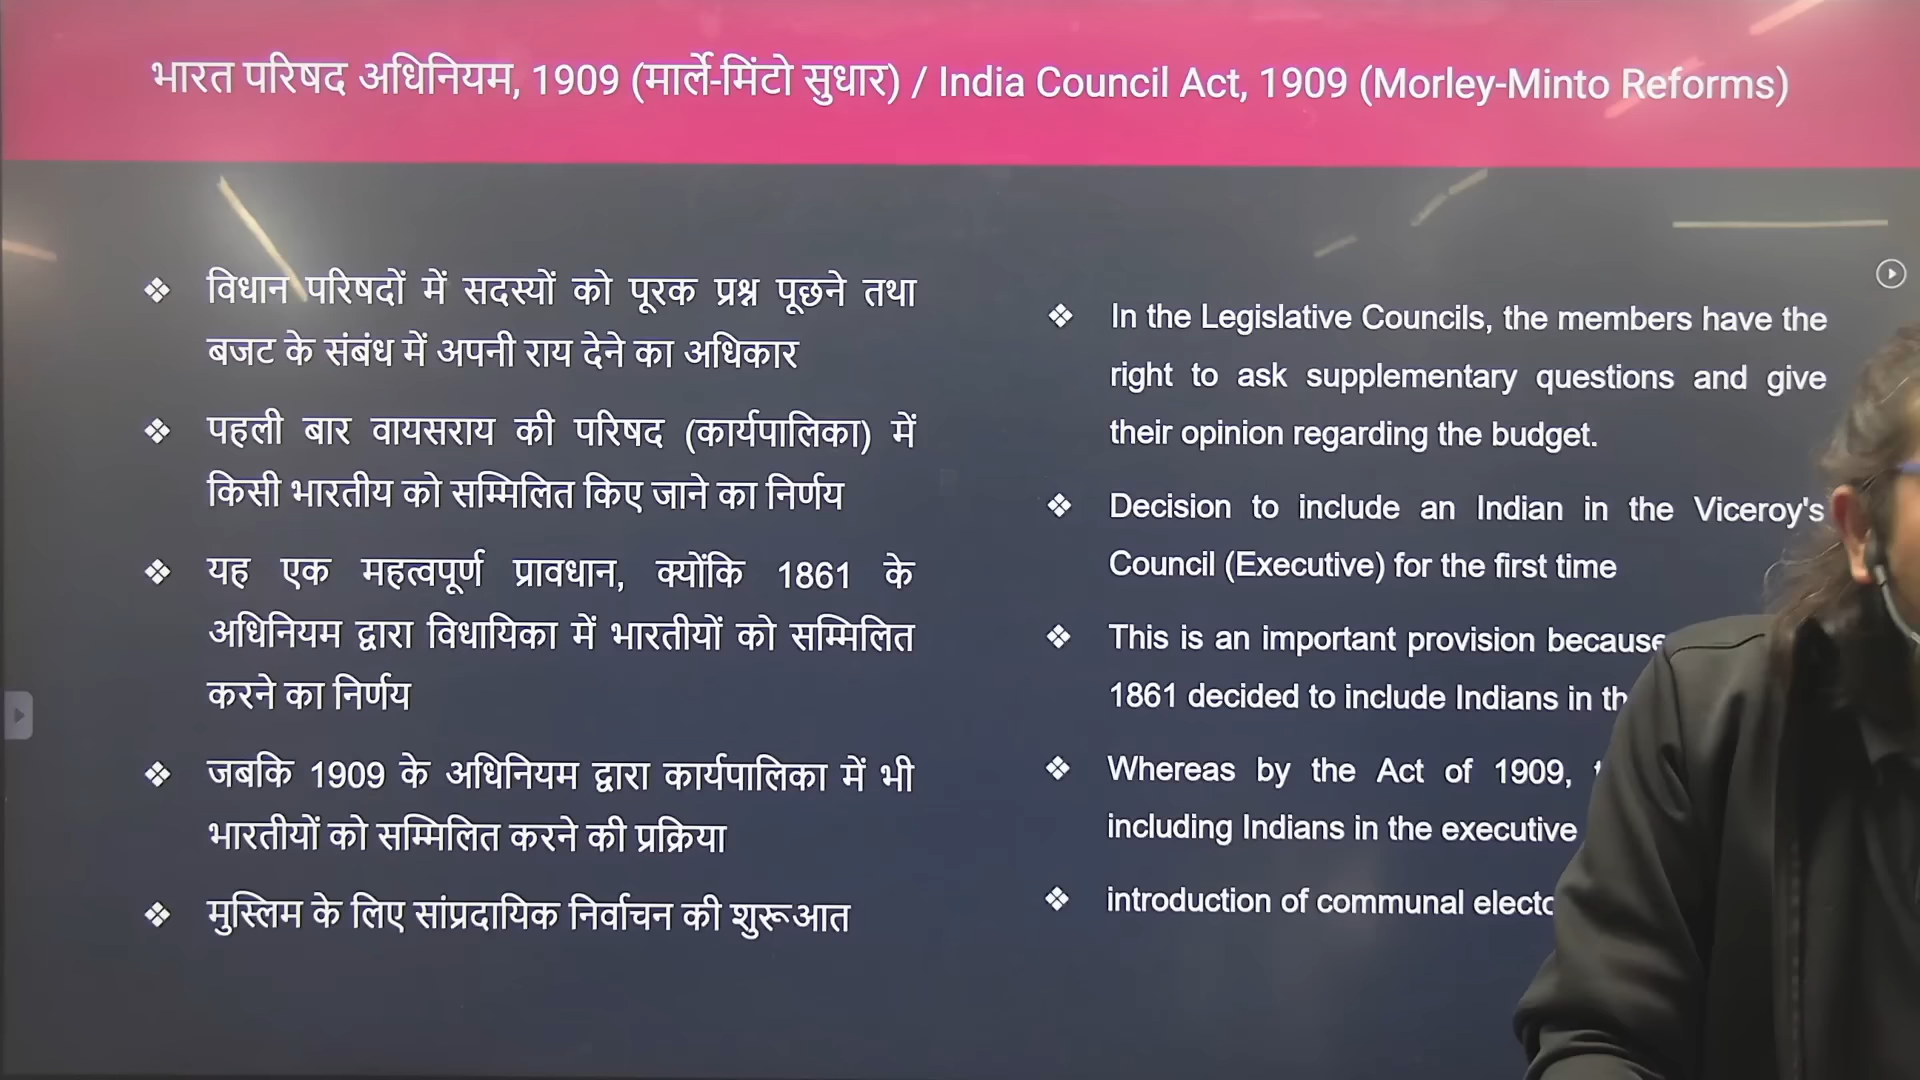 भारत परिषद अधिनियम, 1909 (मार्ले-मिंटो सुधार) / India Council Act, 1909 (Morley-Minto Reforms)
❖ विधान परिषदों में सदस्यों को पूरक प्रश्न पूछने तथा
बजट के संबंध में अपनी राय देने का अधिकार
❖ पहली बार वायसराय की परिषद (कार्यपालिका) में
किसी भारतीय को सम्मिलित किए जाने का निर्णय
❖ यह एक महत्वपूर्ण प्रावधान, क्योंकि 1861 के
अधिनियम द्वारा विधायिका में भारतीयों को सम्मिलित
करने का निर्णय
❖ जबकि 1909 के अधिनियम द्वारा कार्यपालिका में भी
भारतीयों को सम्मिलित करने की प्रक्रिया
❖ मुस्लिम के लिए सांप्रदायिक निर्वाचन की शुरूआत
❖ In the Legislative Councils, the members have the
right to ask supplementary questions and give
their opinion regarding the budget.
❖ Decision to include an Indian in the Viceroy's
Council (Executive) for the first time
❖ This is an important provision because
1861 decided to include Indians in
❖ Whereas by the Act of 1909,
including Indians in the executive
❖ introduction of communal